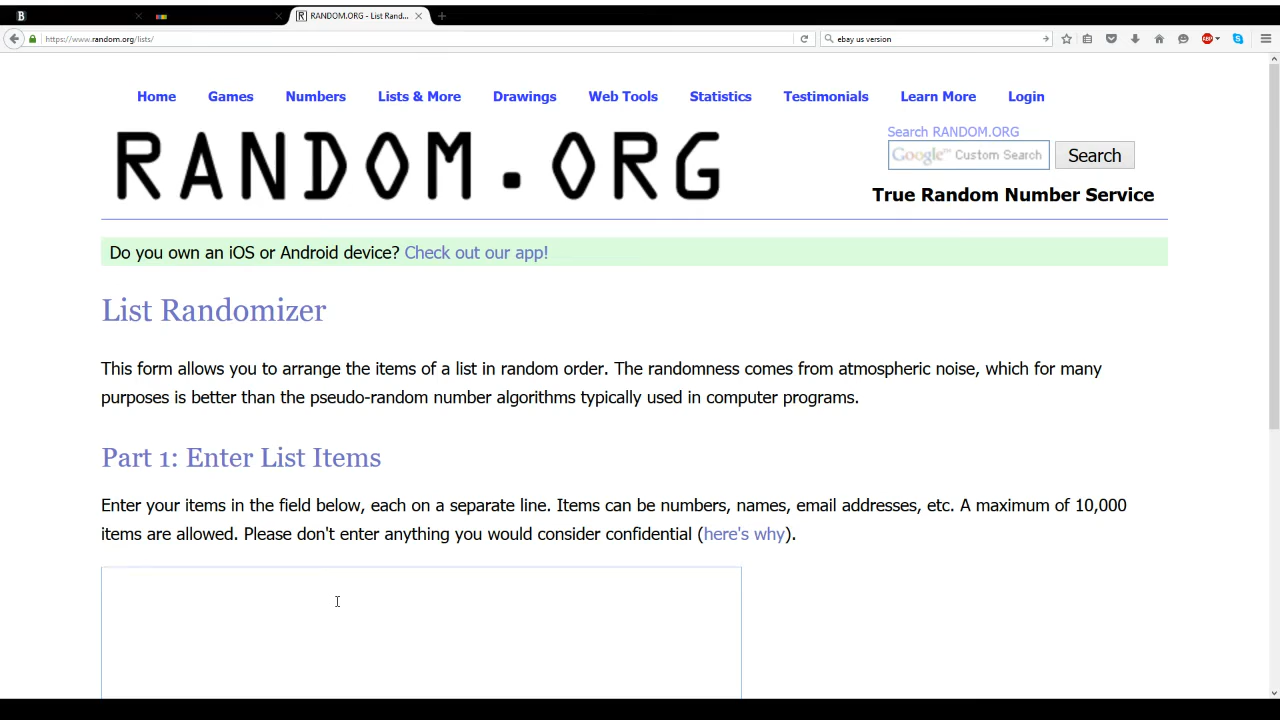 B
RANDOM.ORG - List Rand...
https://www.random.org/lists/
ebay us version
ABP
Home Games Numbers Lists & More Drawings Web Tools Statistics Testimonials Learn More Login
RANDOM.ORG
Search RANDOM.ORG
Google™ Custom Search Search
True Random Number Service
Do you own an iOS or Android device? Check out our app!
List Randomizer
This form allows you to arrange the items of a list in random order. The randomness comes from atmospheric noise, which for many
purposes is better than the pseudo-random number algorithms typically used in computer programs.
Part 1: Enter List Items
Enter your items in the field below, each on a separate line. Items can be numbers, names, email addresses, etc. A maximum of 10,000
items are allowed. Please don't enter anything you would consider confidential (here's why).